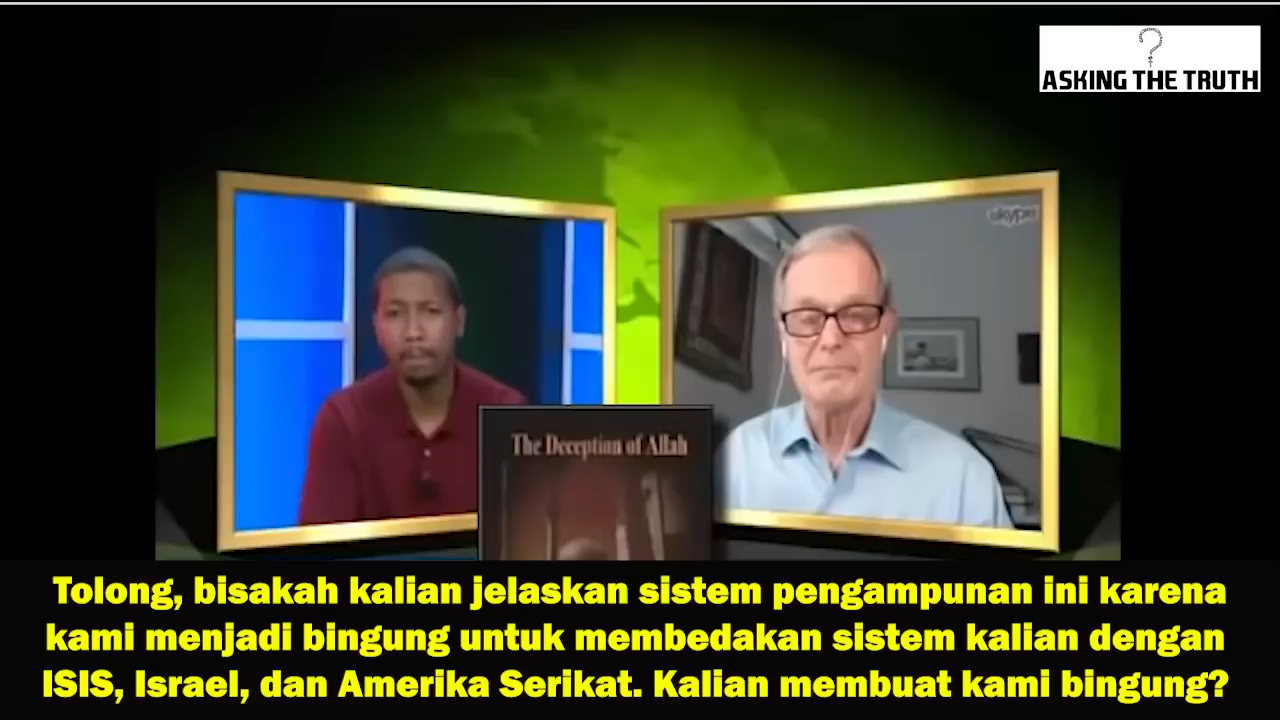 ASKING THE TRUTH
skype
The Deception of Allah
Tolong, bisakah kalian jelaskan sistem pengampunan ini karena
kami menjadi bingung untuk membedakan sistem kalian dengan
ISIS, Israel, dan Amerika Serikat. Kalian membuat kami bingung?